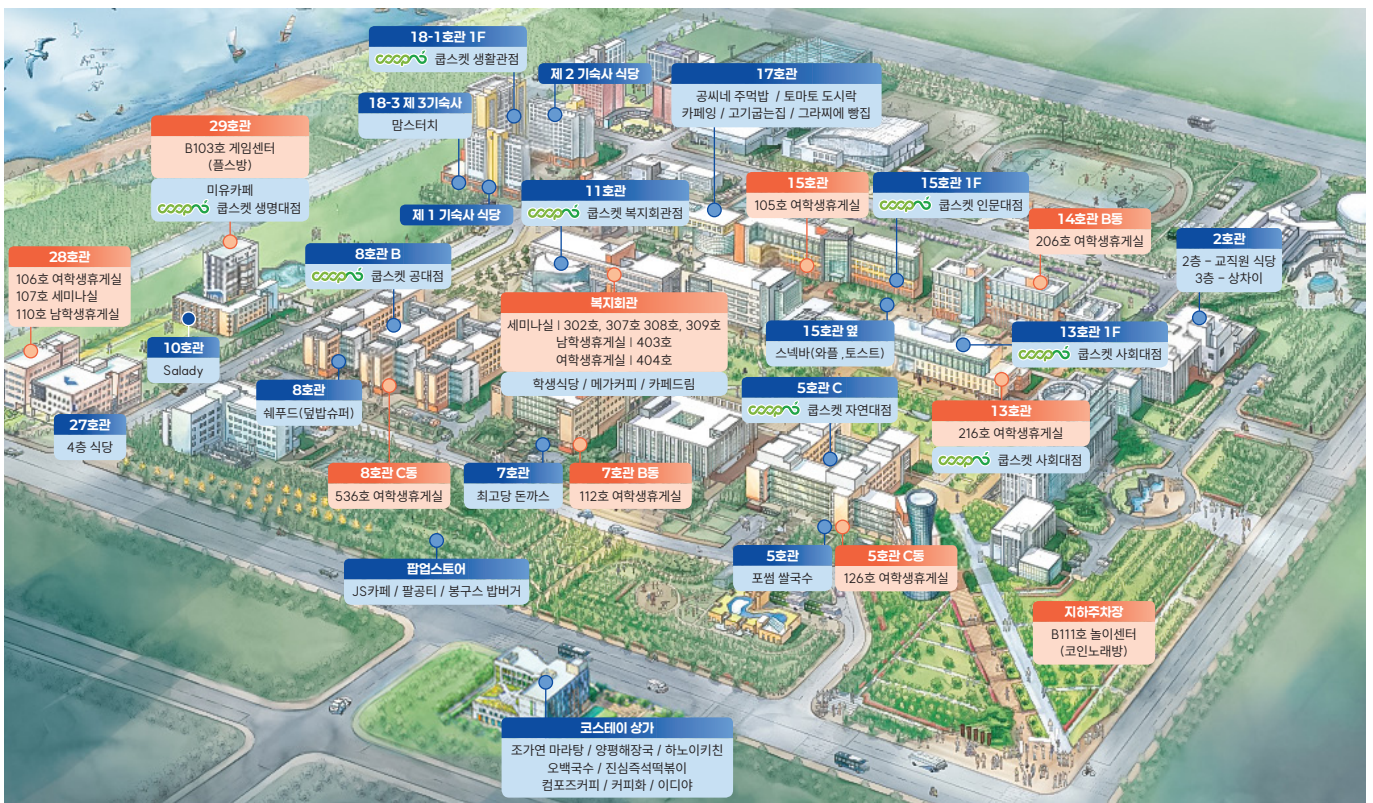 18-1호관 1F
coop 쿱스켓 생활관점
제 2 기숙사 식당
17호관
공씨네 주먹밥 / 토마토 도시락
카페잉 / 고기굽는집 / 그라찌에 빵집
18-3 제 3기숙사
맘스터치
29호관
B103호 게임센터
(플스방)
미유카페
coop 쿱스켓 생명대점
제 1 기숙사 식당
11호관
coop 쿱스켓 복지회관점
15호관
105호 여학생휴게실
15호관 1F
coop 쿱스켓 인문대점
14호관 B동
206호 여학생휴게실
2호관
2층 - 교직원 식당
3층 - 상차이
28호관
106호 여학생휴게실
107호 세미나실
110호 남학생휴게실
8호관 B
coop 쿱스켓 공대점
복지회관
세미나실 | 302호, 307호 308호, 309호
남학생휴게실 | 403호
여학생휴게실 | 404호
학생식당 / 메가커피 / 카페드림
15호관 옆
스넥바(와플 ,토스트)
13호관 1F
coop 쿱스켓 사회대점
10호관
Salady
8호관
쉐푸드(덮밥슈퍼)
5호관 C
coop 쿱스켓 자연대점
13호관
216호 여학생휴게실
coop 쿱스켓 사회대점
27호관
4층 식당
8호관 C동
536호 여학생휴게실
7호관
최고당 돈까스
7호관 B동
112호 여학생휴게실
팝업스토어
JS카페 / 팔공티 / 봉구스 밥버거
5호관
포썸 쌀국수
5호관 C동
126호 여학생휴게실
지하주차장
B111호 놀이센터
(코인노래방)
코스테이 상가
조가연 마라탕 / 양평해장국 / 하노이키친
오백국수 / 진심즉석떡볶이
컴포즈커피 / 커피화 / 이디야